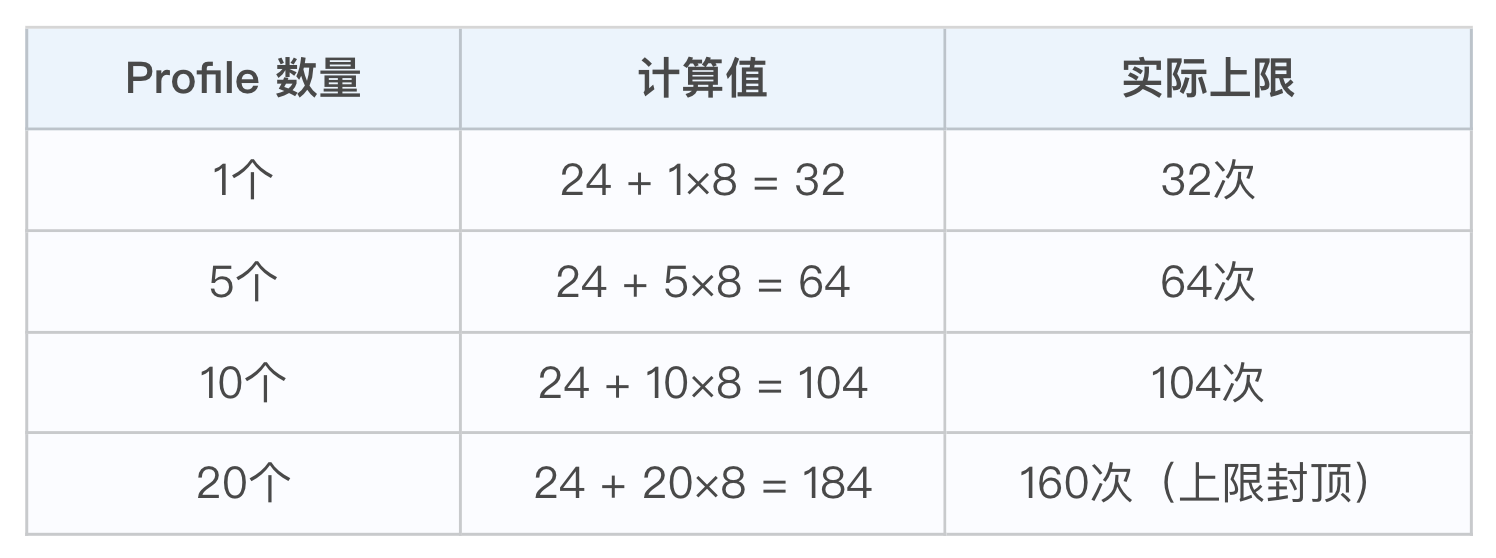 Profile 数量 计算值 实际上限
1个 24 + 1×8 = 32 32次
5个 24 + 5×8 = 64 64次
10个 24 + 10×8 = 104 104次
20个 24 + 20×8 = 184 160次（上限封顶）